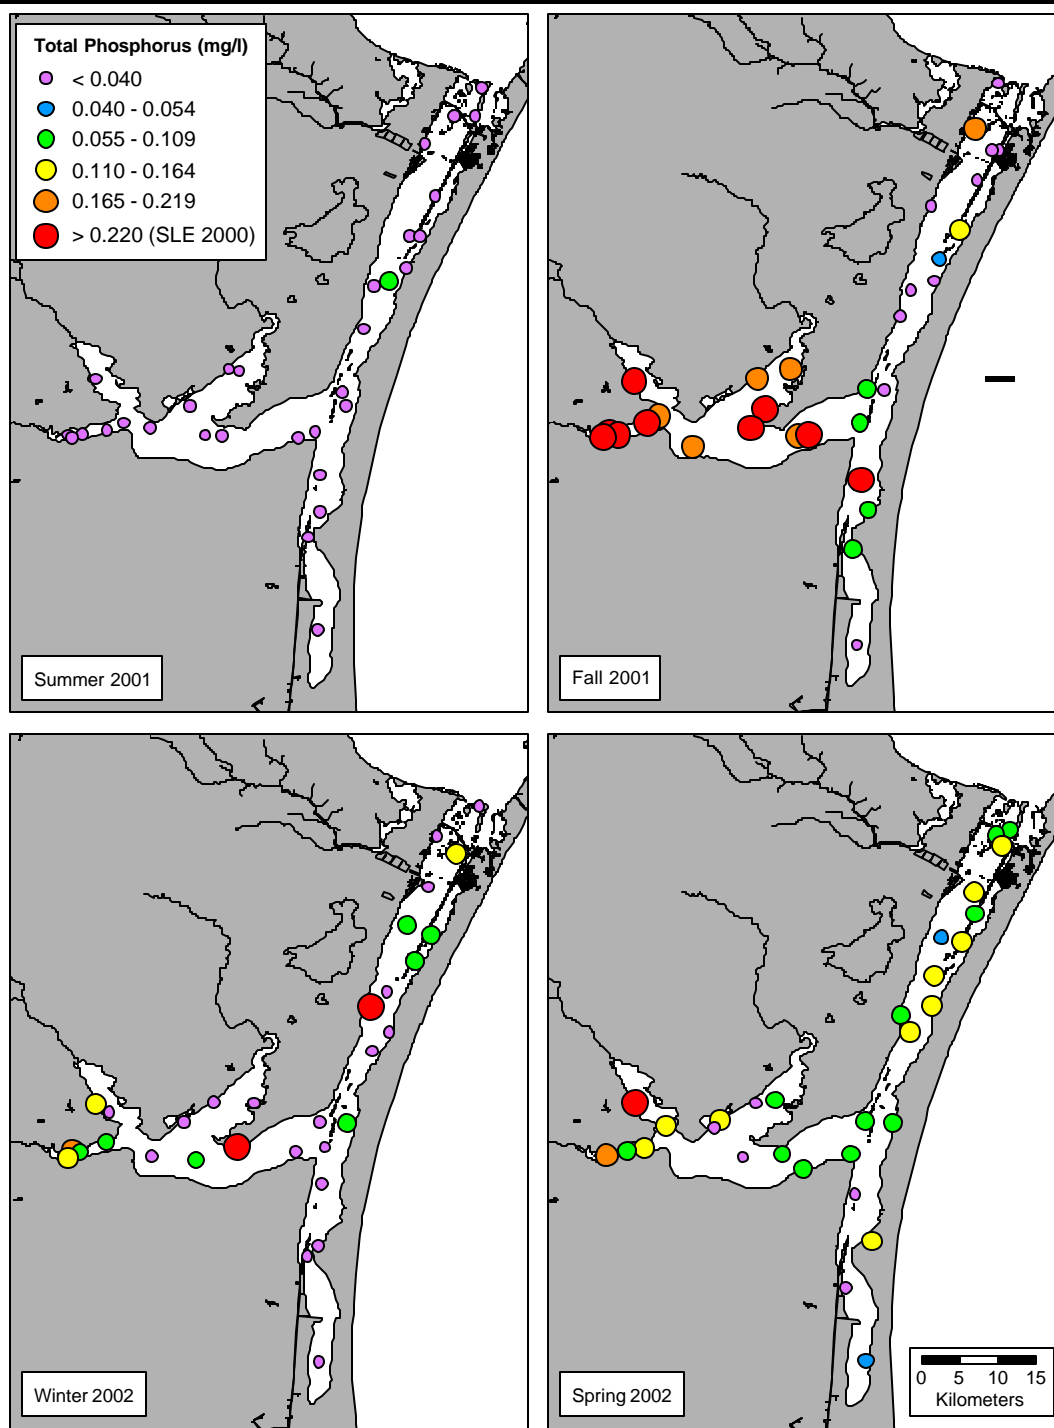 Total Phosphorus (mg/l)
< 0.040
0.040 - 0.054
0.055 - 0.109
0.110 - 0.164
0.165 - 0.219
> 0.220 (SLE 2000)
Summer 2001
Fall 2001
Winter 2002
Spring 2002
0 5 10 15
Kilometers